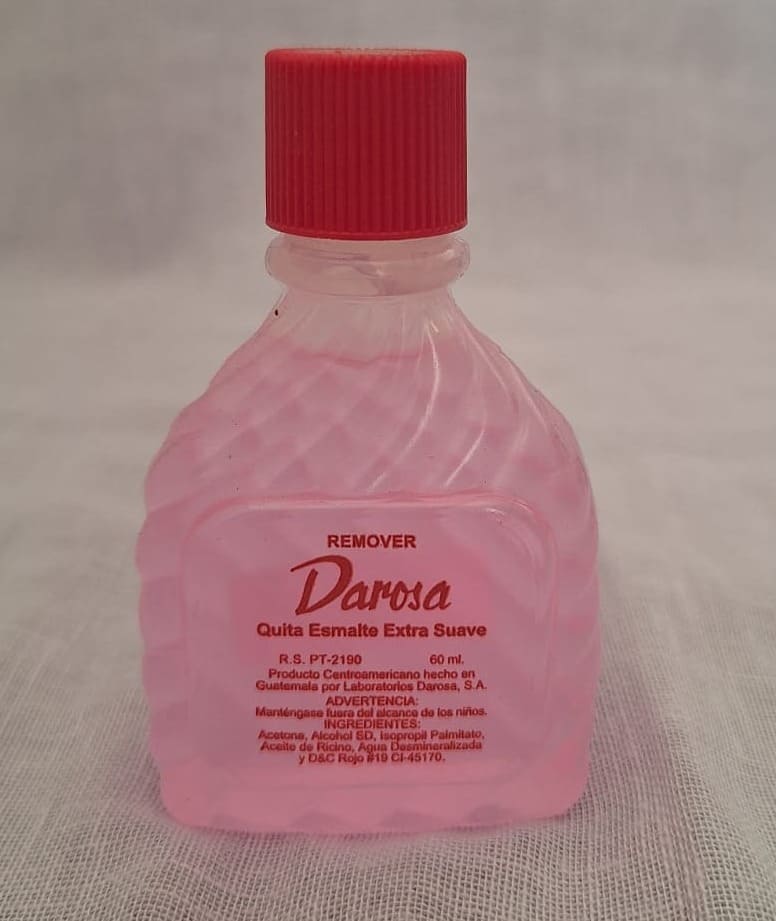 REMOVER
Darosa
Quita Esmalte Extra Suave
R.S. PT-2190 60 ml.
Producto Centroamericano hecho en
Guatemala por Laboratorios Darosa, S.A.
ADVERTENCIA:
Manténgase fuera del alcance de los niños.
INGREDIENTES:
Acetona, Alcohol SD, Isopropil Palmitato,
Aceite de Ricino, Agua Desmineralizada
y D&C Rojo #19 CI-45170.